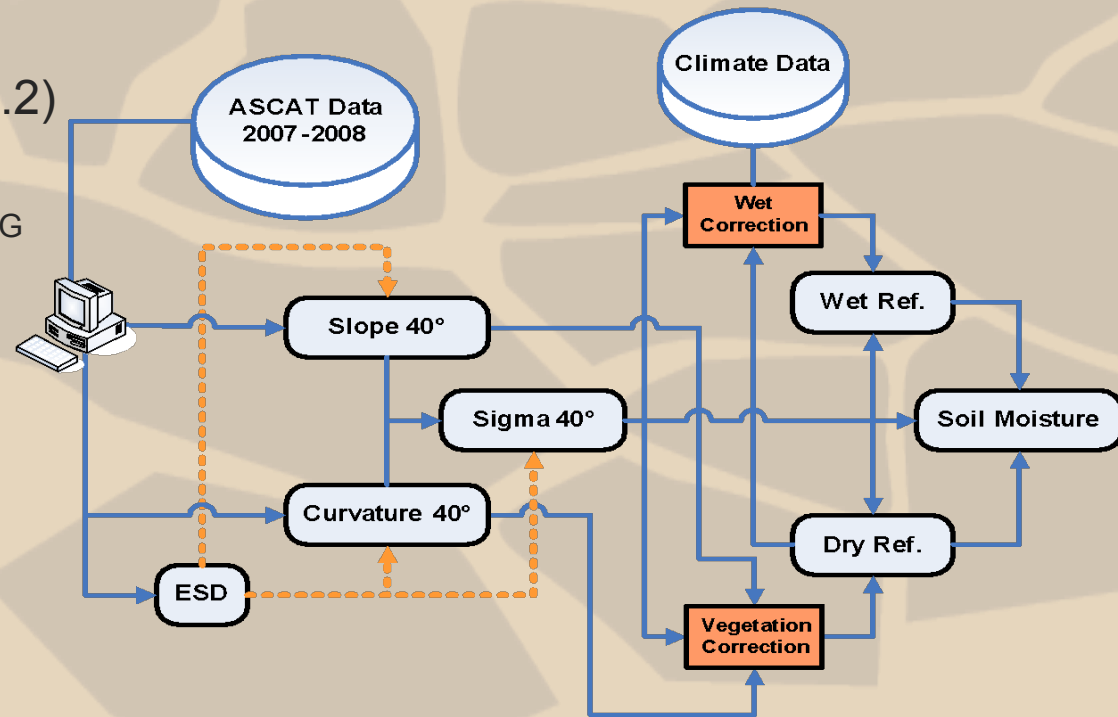 .2)
G
ASCAT Data
2007-2008
Climate Data
Wet
Correction
Slope 40°
Wet Ref.
Sigma 40°
Soil Moisture
Curvature 40°
Dry Ref.
ESD
Vegetation
Correction